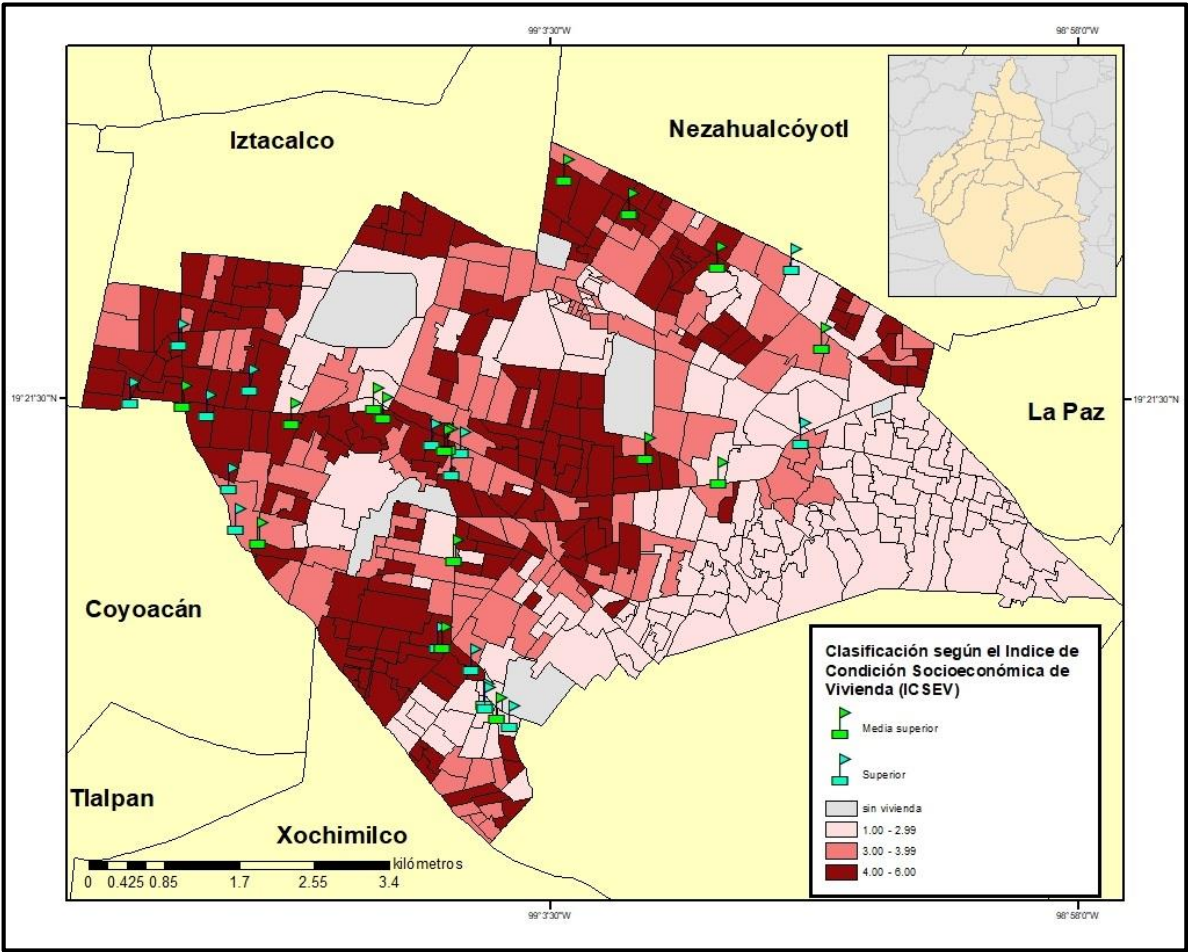 99°3'30"W
98°58'0"W
Nezahualcóyotl
Iztacalco
19°21'30"N
19°21'30"N
La Paz
Coyoacán
Clasificación según el Indice de
Condición Socioeconómica de
Vivienda (ICSEV)
Media superior
Superior
sin vivienda
1.00 - 2.99
3.00 - 3.99
4.00 - 6.00
Tlalpan
Xochimilco
kilómetros
0 0.425 0.85 1.7 2.55 3.4
99°3'30"W
98°58'0"W